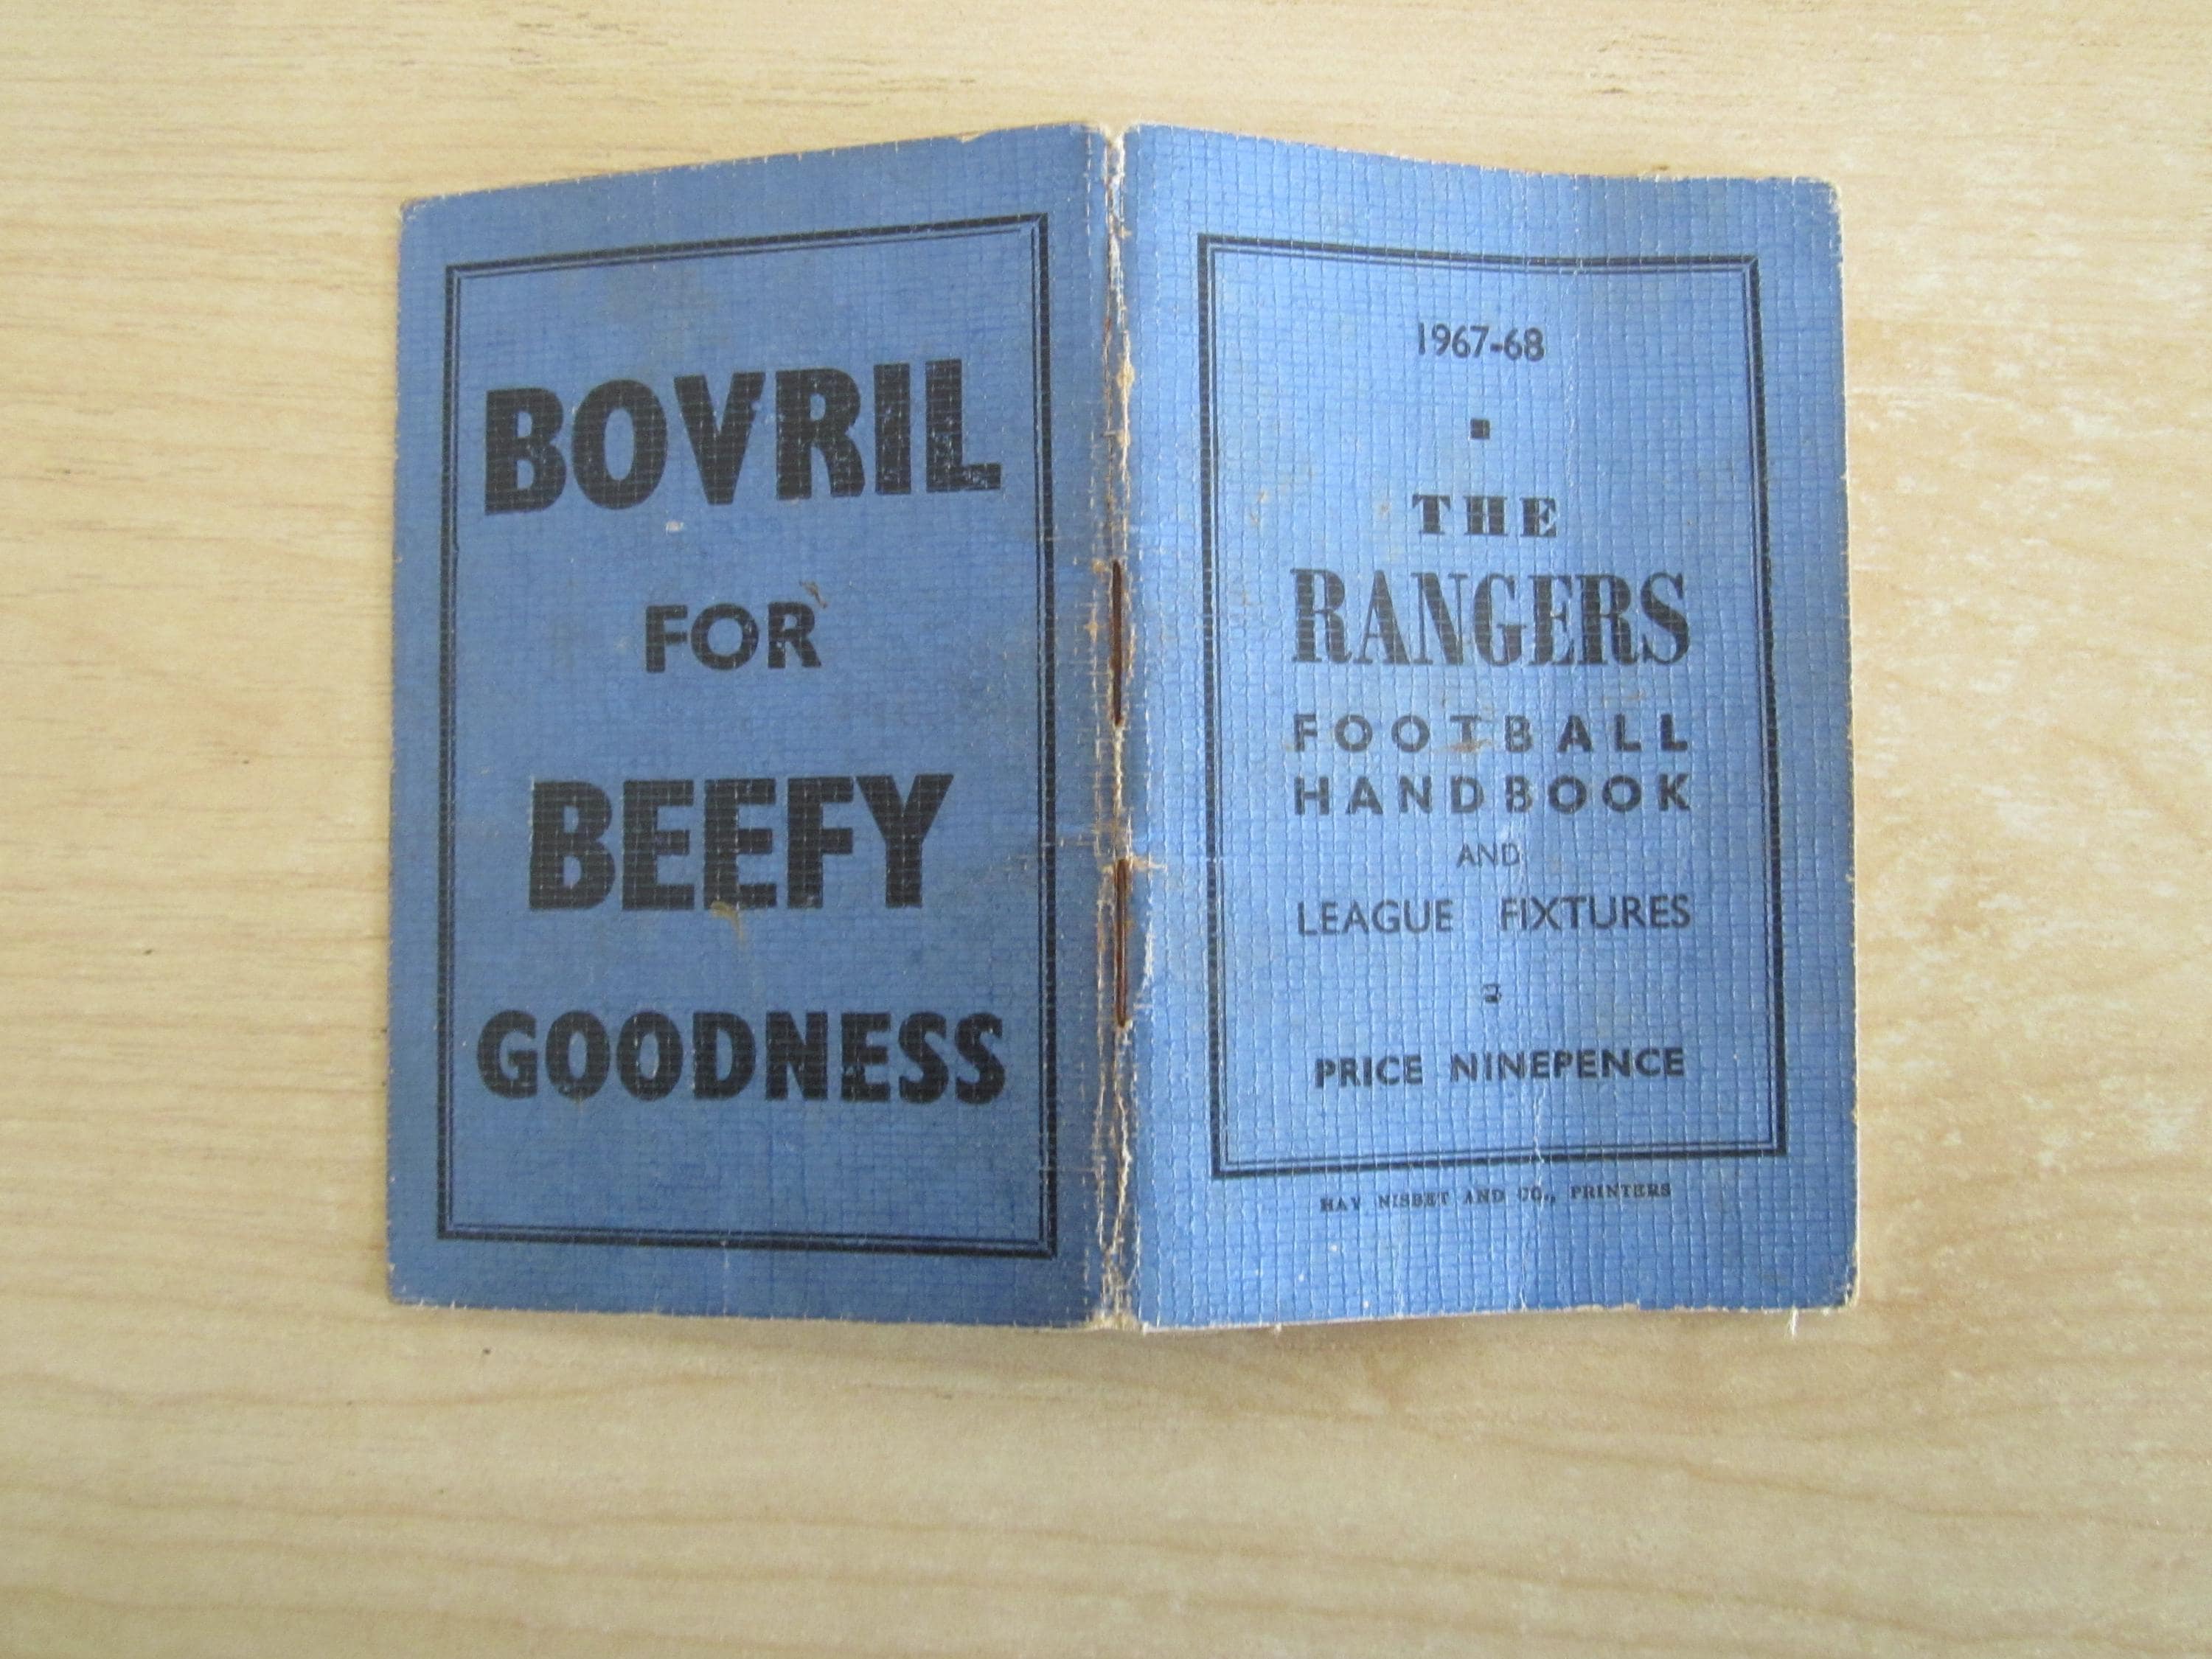 BOVRIL
FOR
BEEFY
GOODNESS
1967-68
THE
RANGERS
FOOTBALL
HANDBOOK
AND
LEAGUE FIXTURES
PRICE NINEPENCE
HAY NISBET AND CO., PRINTERS